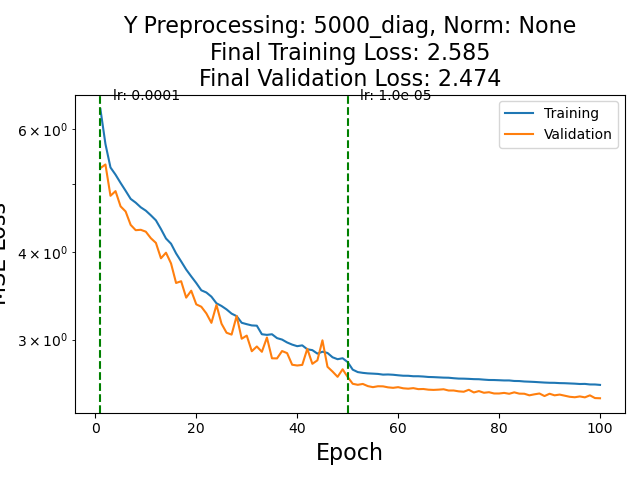 Y Preprocessing: 5000_diag, Norm: None
Final Training Loss: 2.585
Final Validation Loss: 2.474
lr: 0.0001
lr: 1.0e-05
Training
Validation
6 × 10⁰
4 × 10⁰
3 × 10⁰
MSE Loss
0 20 40 60 80 100
Epoch